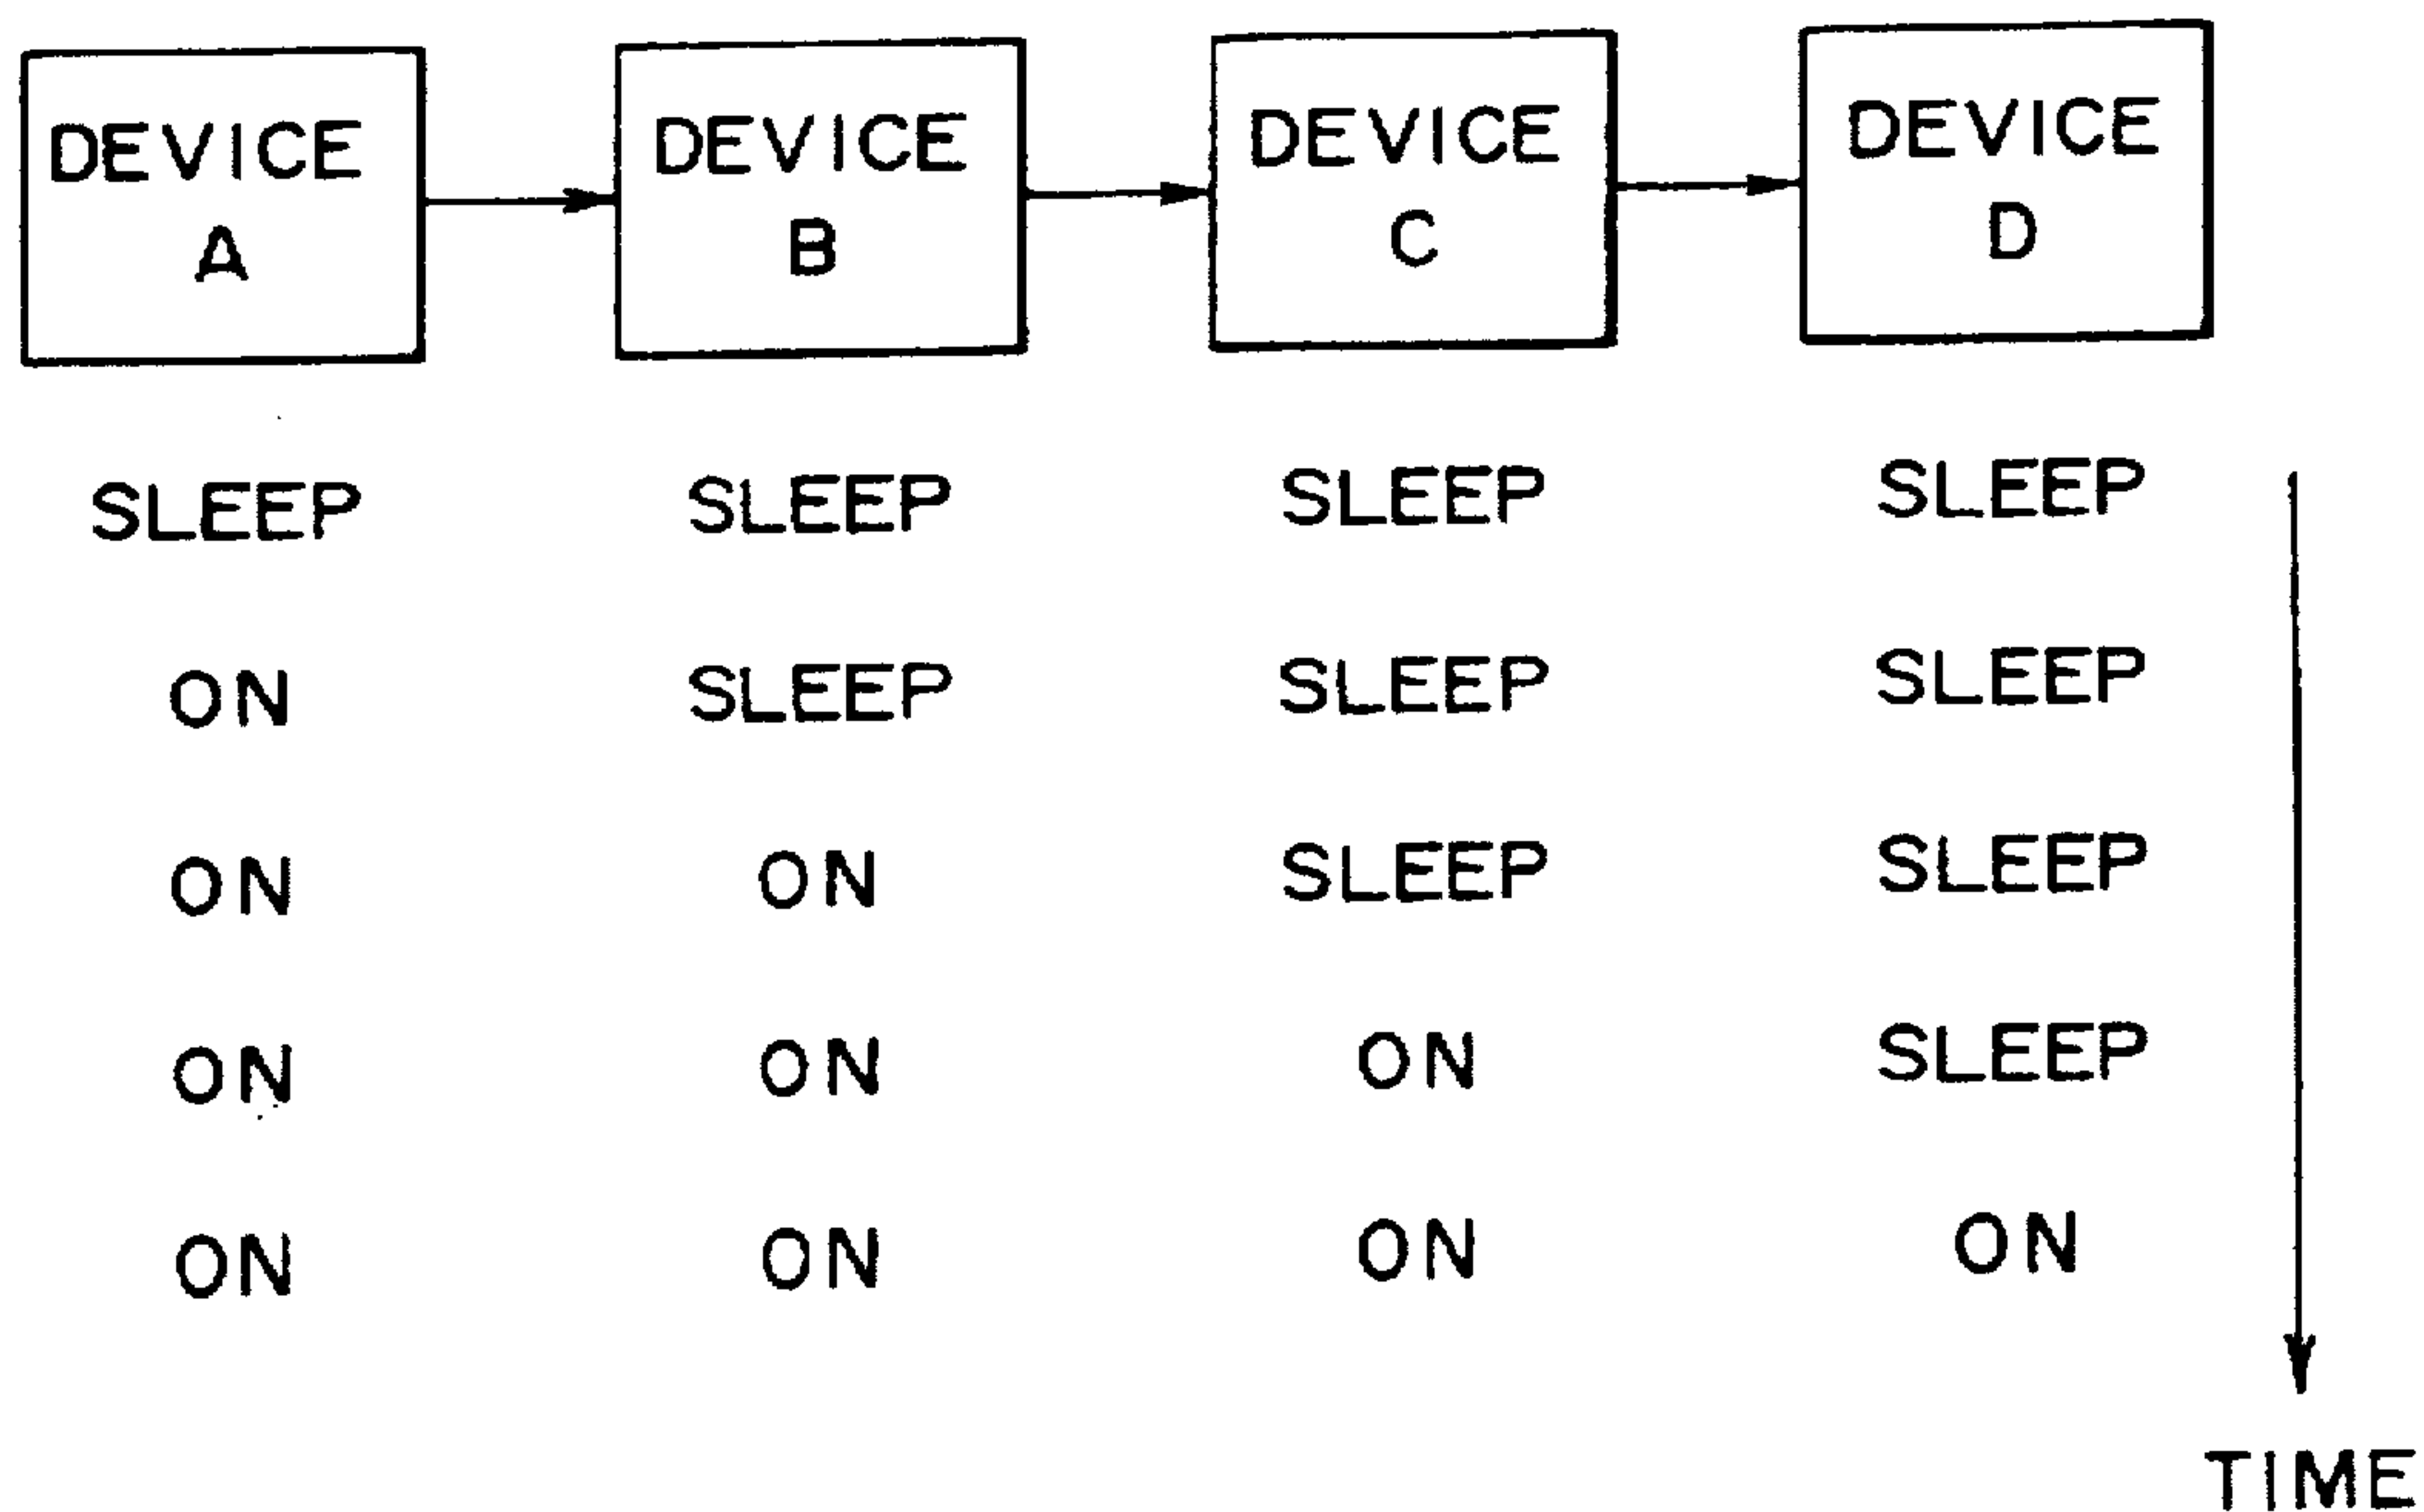 DEVICE A
DEVICE B
DEVICE C
DEVICE D
SLEEP SLEEP SLEEP SLEEP
ON SLEEP SLEEP SLEEP
ON ON SLEEP SLEEP
ON ON ON SLEEP
ON ON ON ON
TIME